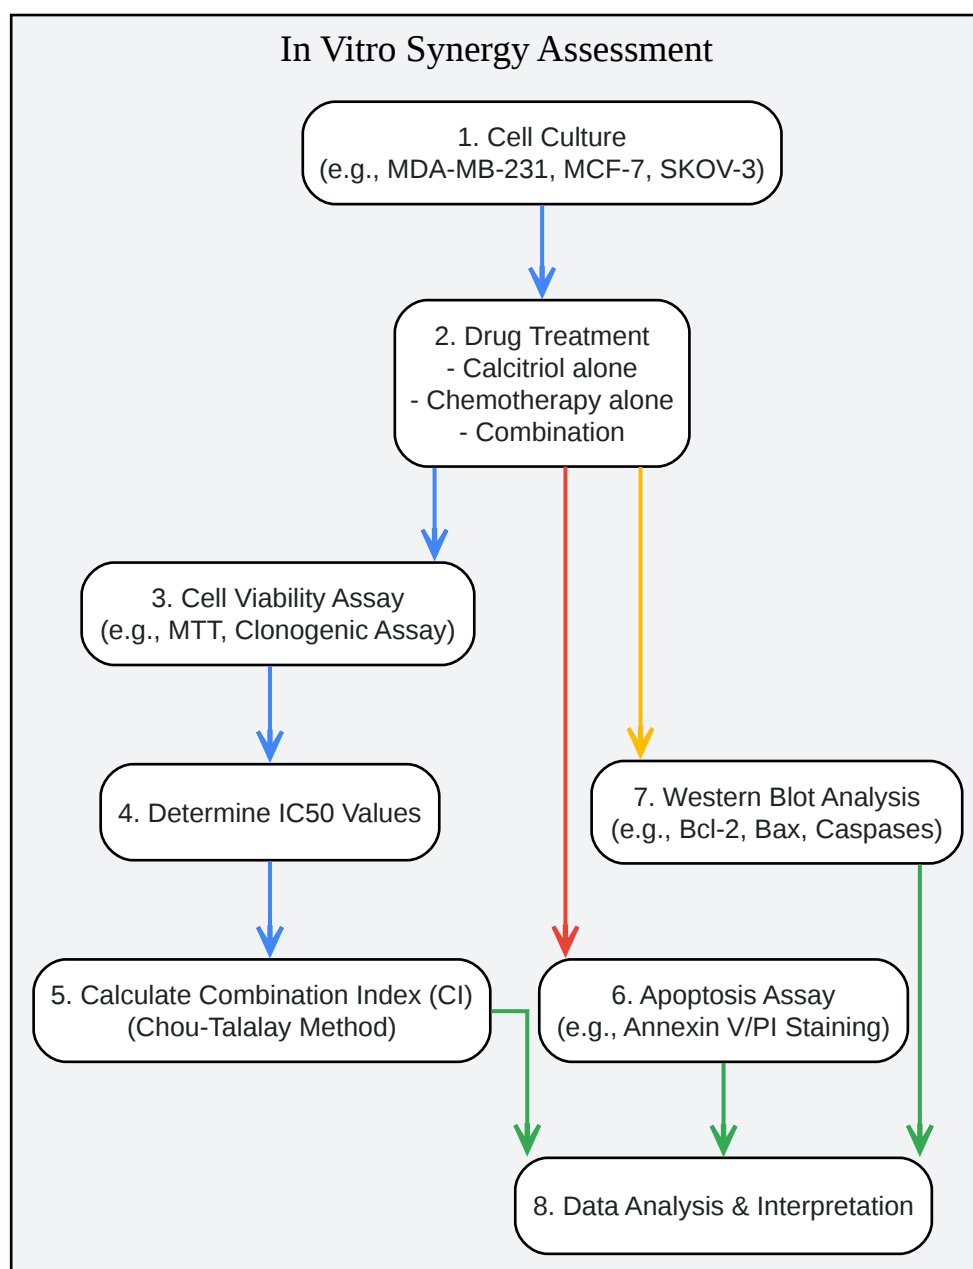 In Vitro Synergy Assessment
1. Cell Culture
(e.g., MDA-MB-231, MCF-7, SKOV-3)
2. Drug Treatment
- Calcitriol alone
- Chemotherapy alone
- Combination
3. Cell Viability Assay
(e.g., MTT, Clonogenic Assay)
4. Determine IC50 Values
7. Western Blot Analysis
(e.g., Bcl-2, Bax, Caspases)
5. Calculate Combination Index (CI)
(Chou-Talalay Method)
6. Apoptosis Assay
(e.g., Annexin V/PI Staining)
8. Data Analysis & Interpretation